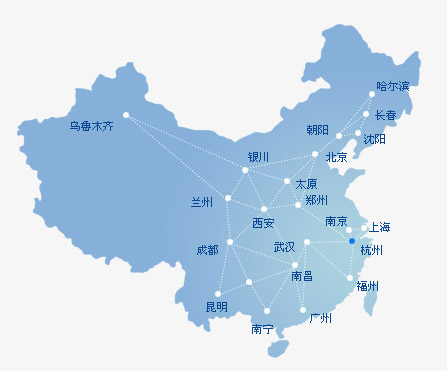 哈尔滨
长春
乌鲁木齐
朝阳
沈阳
银川
北京
太原
兰州
郑州
西安
南京
上海
成都
武汉
杭州
南昌
福州
昆明
广州
南宁